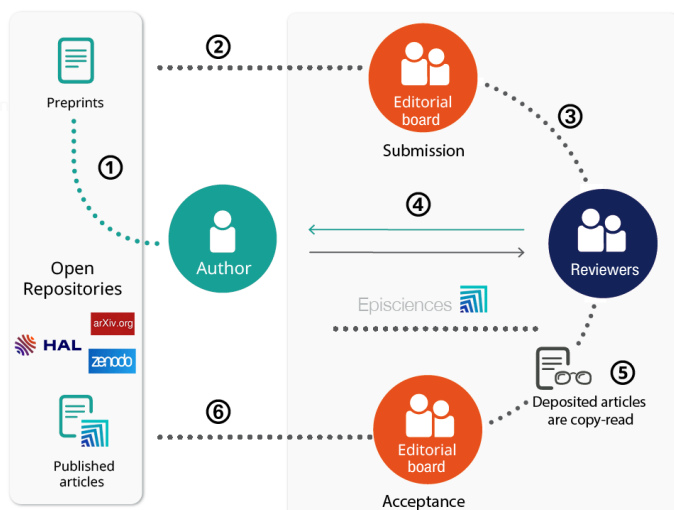 ②
Preprints
Editorial
board
Submission
③
①
④
Author
Reviewers
Open
Repositories
arXiv.org
HAL
zenodo
Episciences
⑤
Deposited articles
are copy-read
⑥
Editorial
board
Published
articles
Acceptance